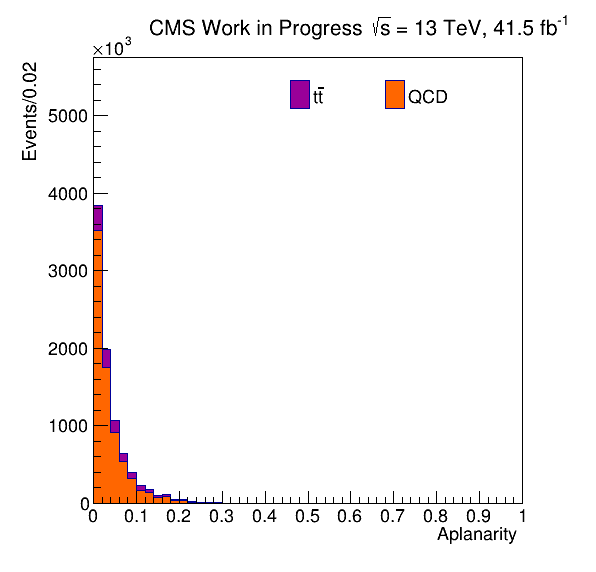 CMS Work in Progress √s = 13 TeV, 41.5 fb⁻¹
×10³
Events/0.02
tt̄
QCD
5000
4000
3000
2000
1000
0
0 0.1 0.2 0.3 0.4 0.5 0.6 0.7 0.8 0.9 1
Aplanarity